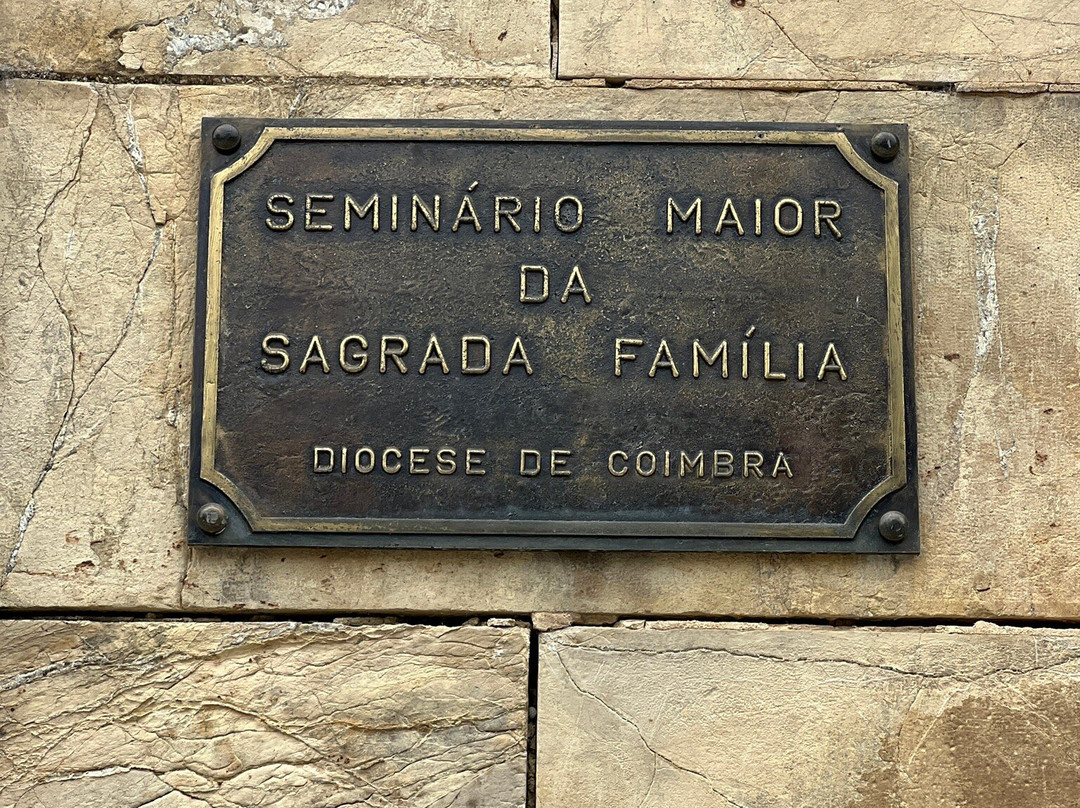 SEMINÁRIO MAIOR
DA
SAGRADA FAMÍLIA
DIOCESE DE COIMBRA